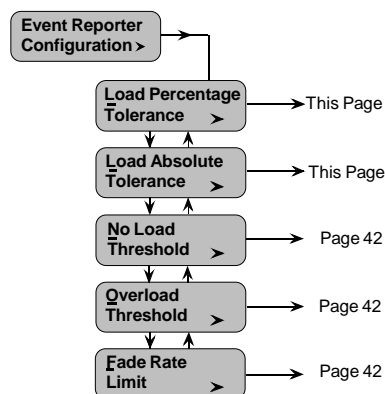 Event Reporter
Configuration >
Load Percentage
Tolerance >
This Page
Load Absolute
Tolerance >
This Page
No Load
Threshold >
Page 42
Overload
Threshold >
Page 42
Fade Rate
Limit >
Page 42